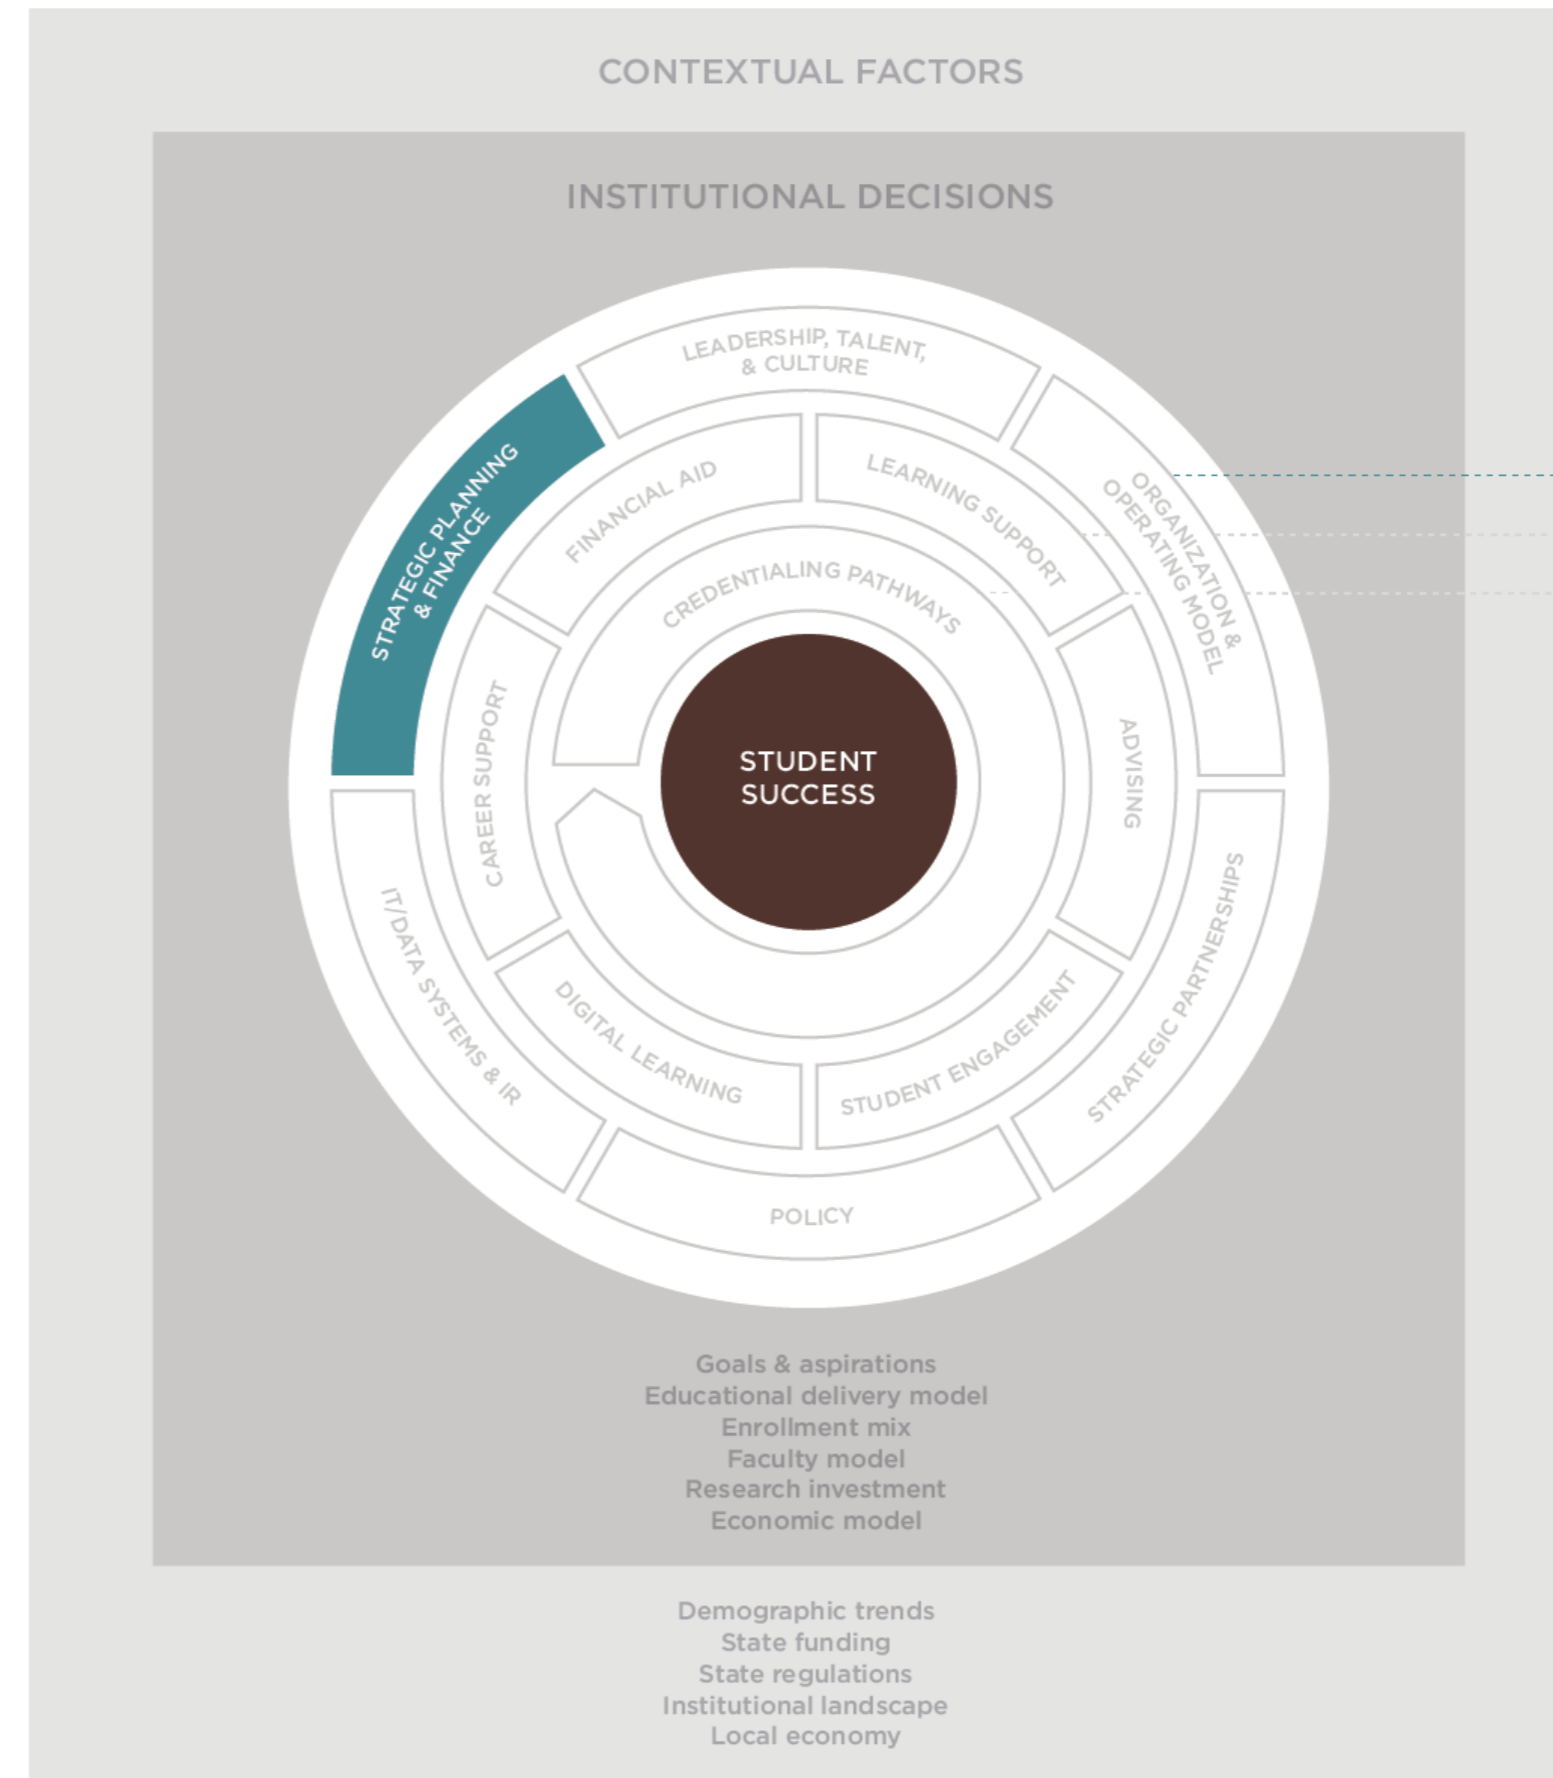 CONTEXTUAL FACTORS
INSTITUTIONAL DECISIONS
LEADERSHIP, TALENT,
& CULTURE
STRATEGIC PLANNING
& FINANCE
ORGANIZATION &
OPERATING MODEL
FINANCIAL AID
LEARNING SUPPORT
CREDENTIALING PATHWAYS
CAREER SUPPORT
STUDENT
SUCCESS
ADVISING
IT/DATA SYSTEMS & IR
DIGITAL LEARNING
STUDENT ENGAGEMENT
STRATEGIC PARTNERSHIPS
POLICY
Goals & aspirations
Educational delivery model
Enrollment mix
Faculty model
Research investment
Economic model
Demographic trends
State funding
State regulations
Institutional landscape
Local economy